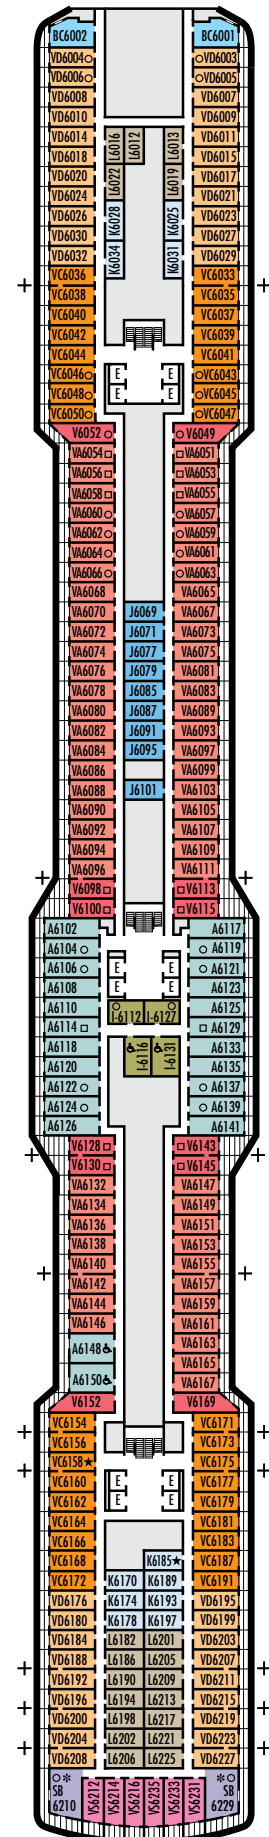 BC6002 BC6001
VD6004 VD6003
VD6006 VD6005
VD6008 VD6007
VD6010 VD6009
VD6014 L6016 L6012 L6013 VD6011
VD6018 VD6015
VD6020 L6022 L6019 VD6017
VD6024 VD6021
VD6026 K6028 K6025 VD6023
VD6030 VD6027
VD6032 K6034 K6031 VD6029
VC6036 VC6033
VC6038 VC6035
VC6040 VC6037
VC6042 VC6039
VC6044 VC6041
VC6046 E E VC6043
VC6048 E E VC6045
VC6050 VC6047
V6052 V6049
VA6054 VA6051
VA6056 VA6053
VA6058 VA6055
VA6060 VA6057
VA6062 VA6059
VA6064 VA6061
VA6066 VA6063
VA6068 VA6065
VA6070 J6069 VA6067
VA6072 J6071 VA6073
VA6074 J6077 VA6075
VA6076 J6079 VA6081
VA6078 J6085 VA6083
VA6080 J6087 VA6089
VA6082 J6091 VA6093
VA6084 J6095 VA6097
VA6086 VA6099
VA6088 J6101 VA6103
VA6090 VA6105
VA6092 VA6107
VA6094 VA6109
VA6096 VA6111
V6098 V6113
V6100 V6115
A6102 A6117
A6104 A6119
A6106 E E A6121
A6108 E E A6123
A6110 I-6112 I-6127 A6125
A6114 A6129
A6118 I-6116 I-6131 A6133
A6120 A6135
A6122 A6137
A6124 A6139
A6126 A6141
V6128 V6143
V6130 V6145
VA6132 VA6147
VA6134 VA6149
VA6136 VA6151
VA6138 VA6153
VA6140 VA6155
VA6142 VA6157
VA6144 VA6159
VA6146 VA6161
A6148 VA6163
VA6165
A6150 VA6167
V6152 V6169
VC6154 VC6171
VC6156 VC6173
VC6158★ VC6175
VC6160 E E VC6177
VC6162 E E VC6179
VC6164 VC6181
VC6166 VC6183
VC6168 K6185★ VC6187
VC6172 K6170 K6189 VC6191
VD6176 K6174 K6193 VD6195
VD6180 K6178 K6197 VD6199
VD6184 L6182 L6201 VD6203
VD6188 L6186 L6205 VD6207
VD6192 L6190 L6209 VD6211
VD6196 L6194 L6213 VD6215
VD6200 L6198 L6217 VD6219
VD6204 L6202 L6221 VD6223
VD6208 L6206 L6225 VD6227
SB 6210 VS6212 VS6214 VS6216 VS6235 VS6233 VS6231 SB 6229